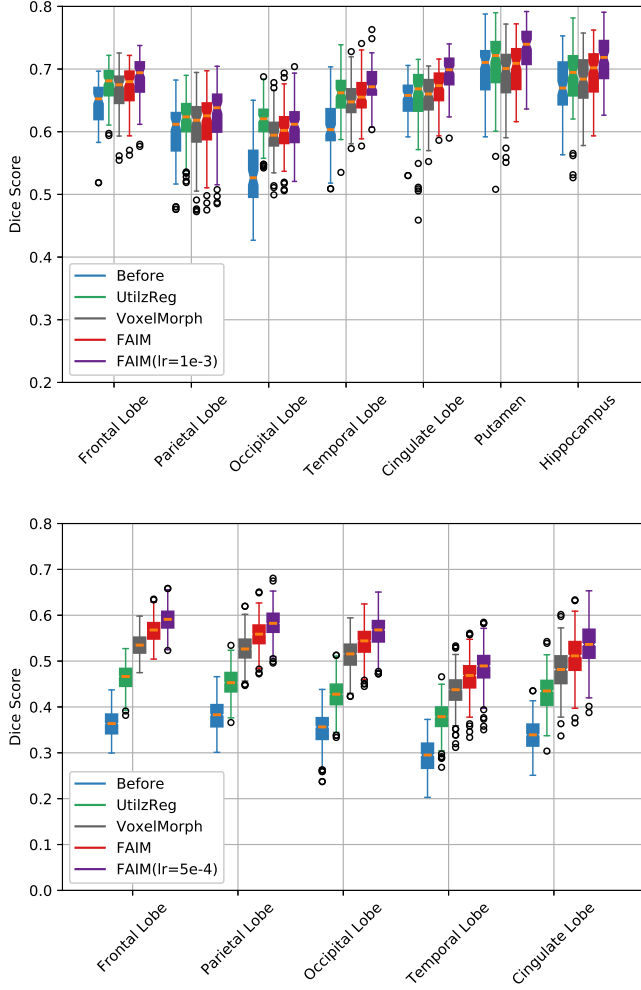 0.8
0.7
0.6
0.5
0.4
0.3
0.2
Dice Score
Before
UtilzReg
VoxelMorph
FAIM
FAIM(lr=1e-3)
Frontal Lobe
Parietal Lobe
Occipital Lobe
Temporal Lobe
Cingulate Lobe
Putamen
Hippocampus
0.8
0.7
0.6
0.5
0.4
0.3
0.2
0.1
0.0
Dice Score
Before
UtilzReg
VoxelMorph
FAIM
FAIM(lr=5e-4)
Frontal Lobe
Parietal Lobe
Occipital Lobe
Temporal Lobe
Cingulate Lobe